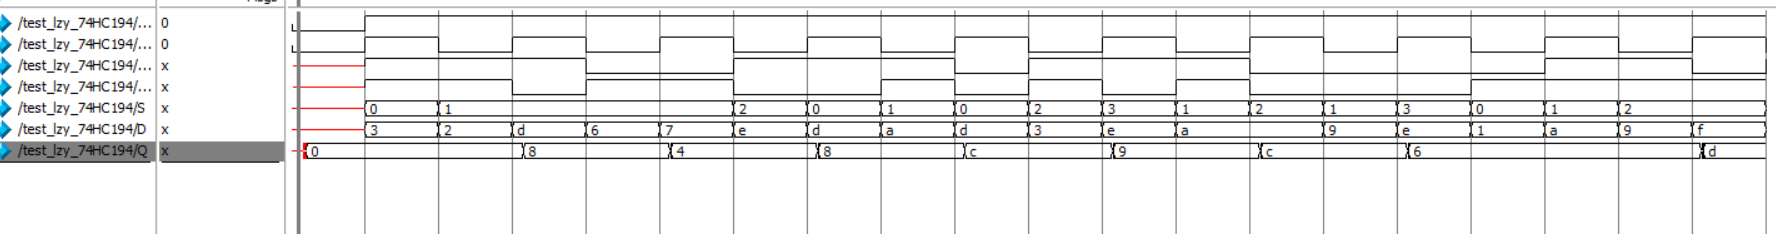 /test_lzy_74HC194/... 0
/test_lzy_74HC194/... 0
/test_lzy_74HC194/... x
/test_lzy_74HC194/... x
/test_lzy_74HC194/S x 0 1 2 0 1 0 2 3 1 2 1 3 0 1 2
/test_lzy_74HC194/D x 3 2 d 6 7 e d a d 3 e a 9 e 1 a 9 f
/test_lzy_74HC194/Q x 0 8 4 8 c 9 c 6 d